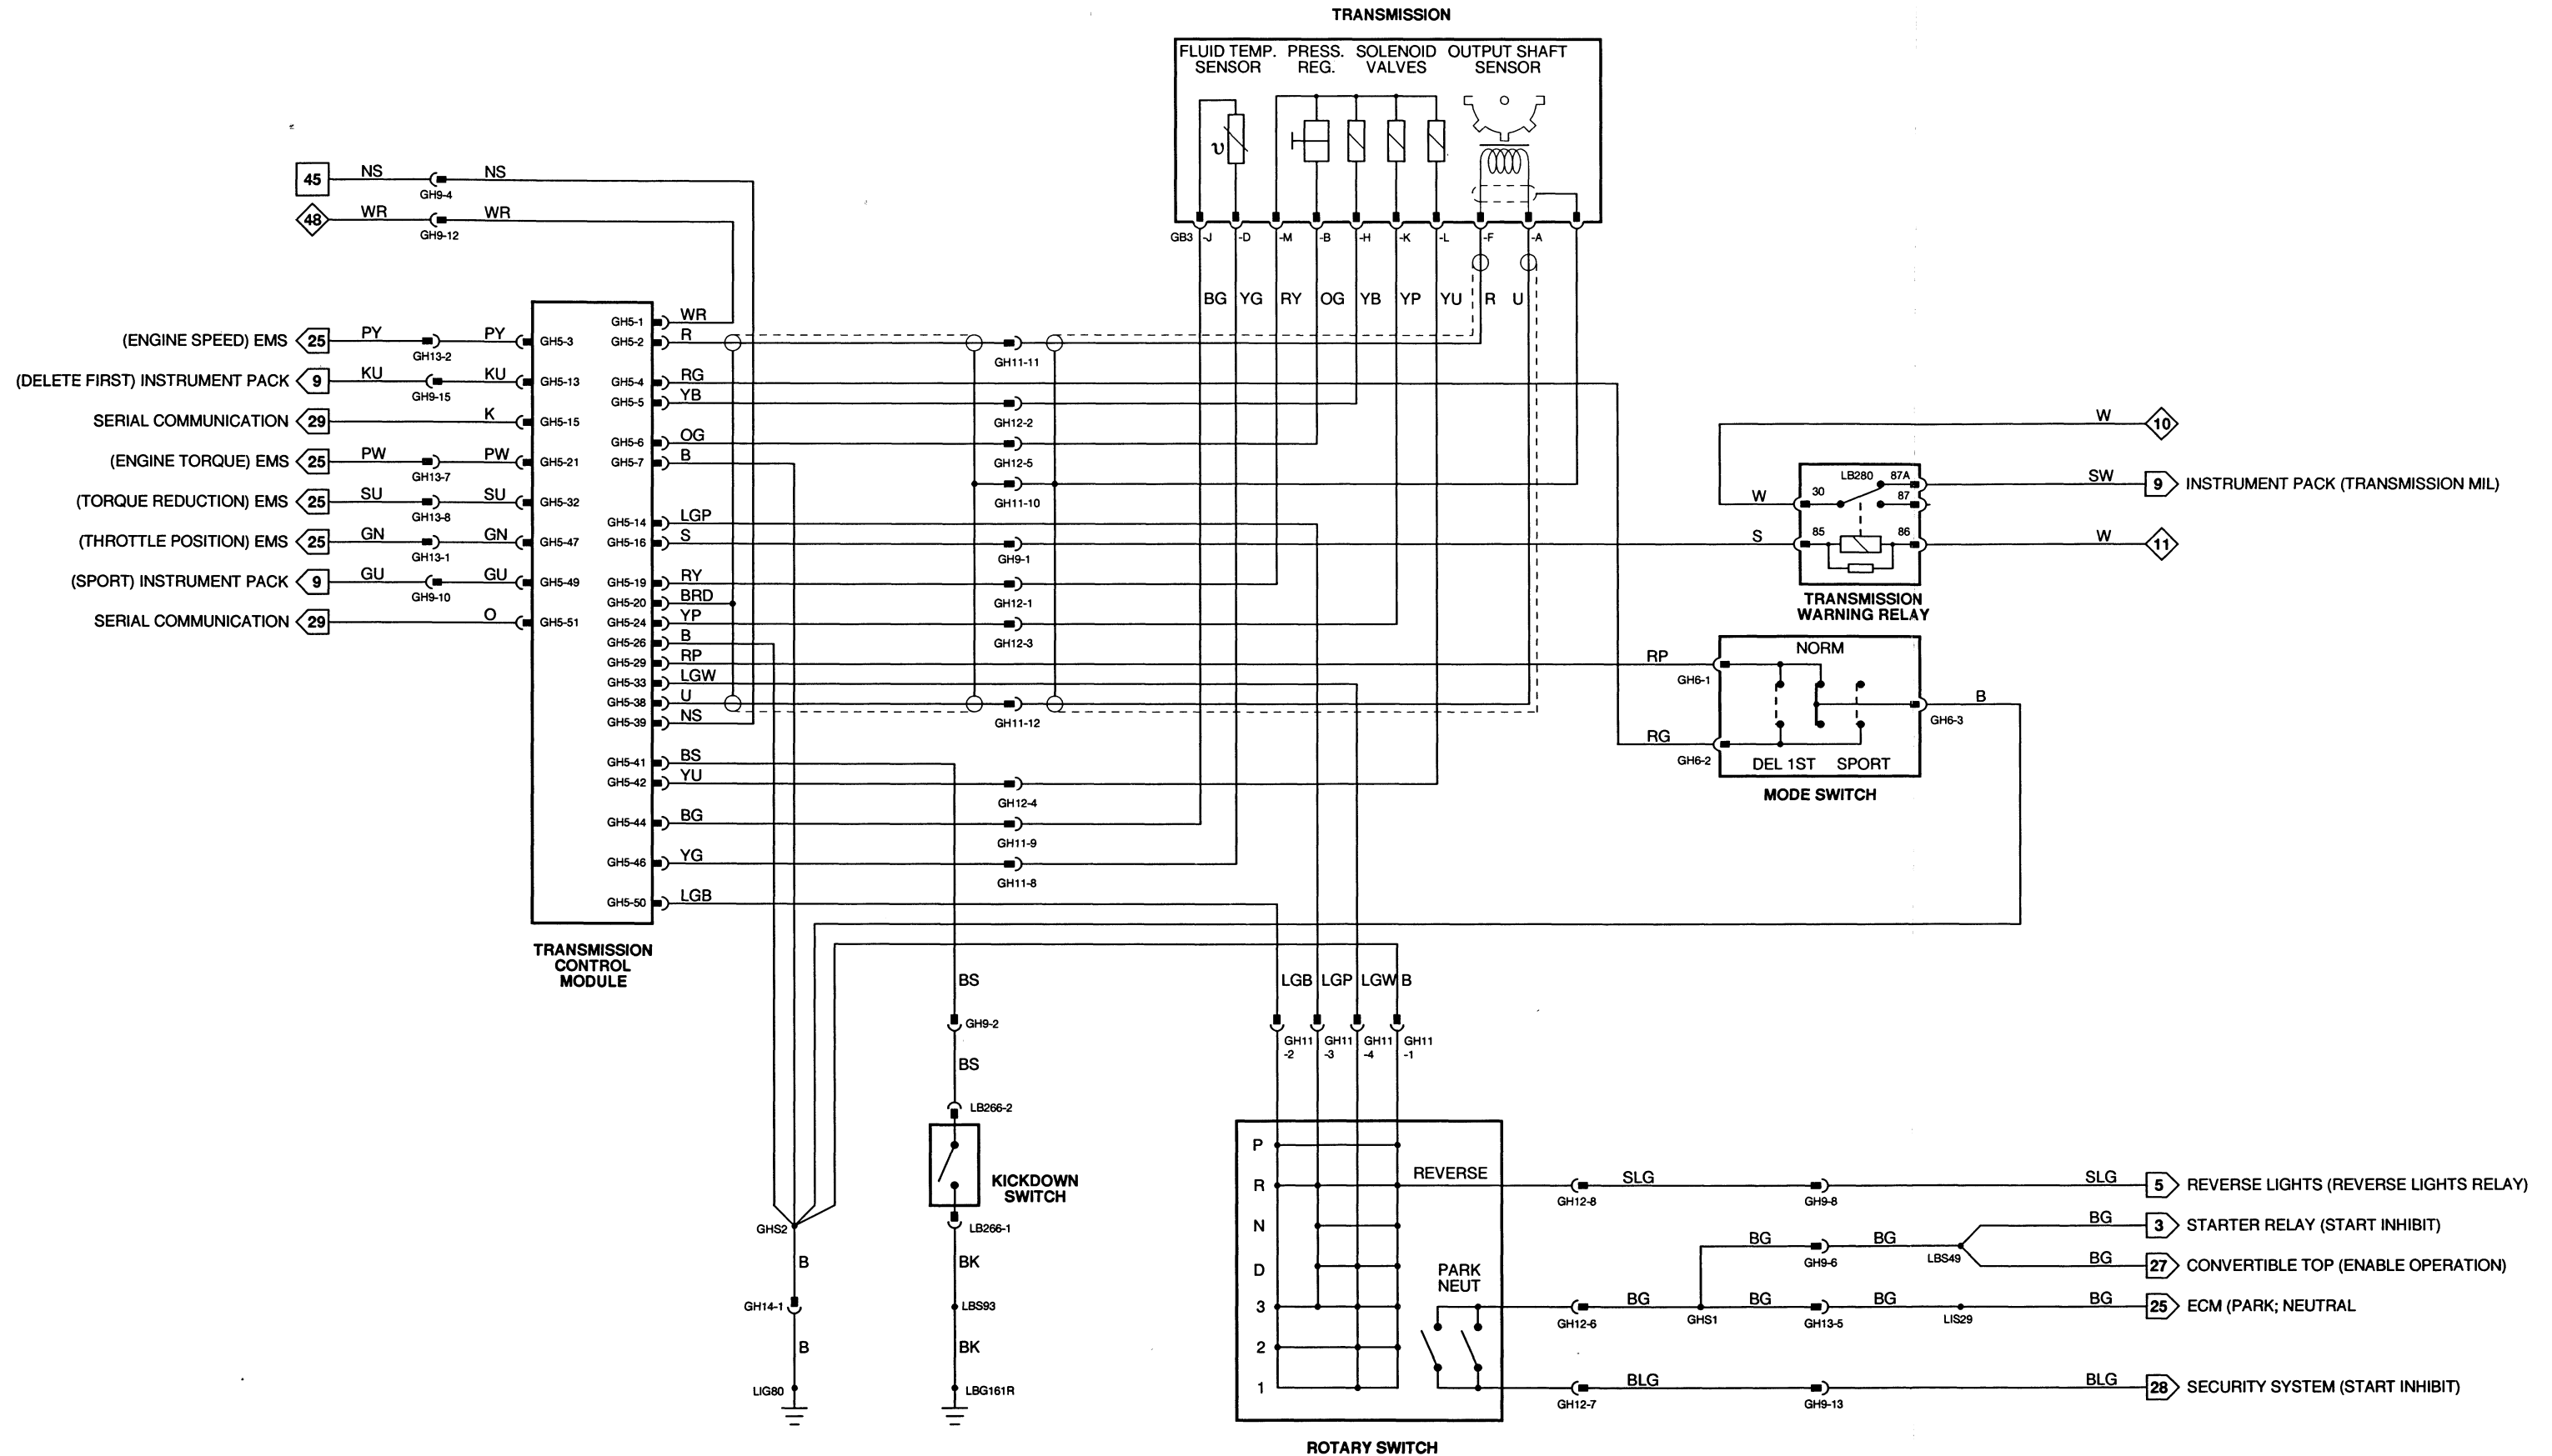 TRANSMISSION
FLUID TEMP. SENSOR
PRESS. REG.
SOLENOID VALVES
OUTPUT SHAFT SENSOR
GB3 -J -D -M -B -H -K -L -F -A
BG YG RY OG YB YP YU R U
45 NS GH9-4 NS
48 WR GH9-12 WR
(ENGINE SPEED) EMS 25 PY GH13-2 PY GH5-3
(DELETE FIRST) INSTRUMENT PACK 9 KU GH9-15 KU GH5-13
SERIAL COMMUNICATION 29 K GH5-15
(ENGINE TORQUE) EMS 25 PW GH13-7 PW GH5-21
(TORQUE REDUCTION) EMS 25 SU GH13-8 SU GH5-32
(THROTTLE POSITION) EMS 25 GN GH13-1 GN GH5-47
(SPORT) INSTRUMENT PACK 9 GU GH9-10 GU GH5-49
SERIAL COMMUNICATION 29 O GH5-51
GH5-1 WR
GH5-2 R GH11-11
GH5-4 RG
GH5-5 YB GH12-2
GH5-6 OG GH12-5
GH5-7 B
GH11-10
GH5-14 LGP
GH5-16 S GH9-1
GH5-19 RY GH12-1
GH5-20 BRD
GH5-24 YP GH12-3
GH5-26 B
GH5-29 RP
GH5-33 LGW
GH5-38 U GH11-12
GH5-39 NS
GH5-41 BS
GH5-42 YU GH12-4
GH5-44 BG GH11-9
GH5-46 YG GH11-8
GH5-50 LGB
TRANSMISSION
CONTROL
MODULE
W 10
LB280 87A SW 9 INSTRUMENT PACK (TRANSMISSION MIL)
W 30 87
S 85 86 W 11
TRANSMISSION
WARNING RELAY
NORM
RP GH6-1
B GH6-3
RG GH6-2
DEL 1ST SPORT
MODE SWITCH
BS
GH9-2
BS
LB266-2
KICKDOWN
SWITCH
LB266-1
BK
LBS93
BK
LBG161R
GHS2
B
GH14-1
B
LIG80
LGB LGP LGW B
GH11 -2
GH11 -3
GH11 -4
GH11 -1
P
R REVERSE GH12-8 SLG GH9-8 SLG 5 REVERSE LIGHTS (REVERSE LIGHTS RELAY)
N
BG 3 STARTER RELAY (START INHIBIT)
BG GH9-6 BG LBS49
D PARK NEUT
BG 27 CONVERTIBLE TOP (ENABLE OPERATION)
3 GH12-6 BG GHS1 BG GH13-5 BG LIS29 BG 25 ECM (PARK; NEUTRAL
2
1 GH12-7 BLG GH9-13 BLG 28 SECURITY SYSTEM (START INHIBIT)
ROTARY SWITCH